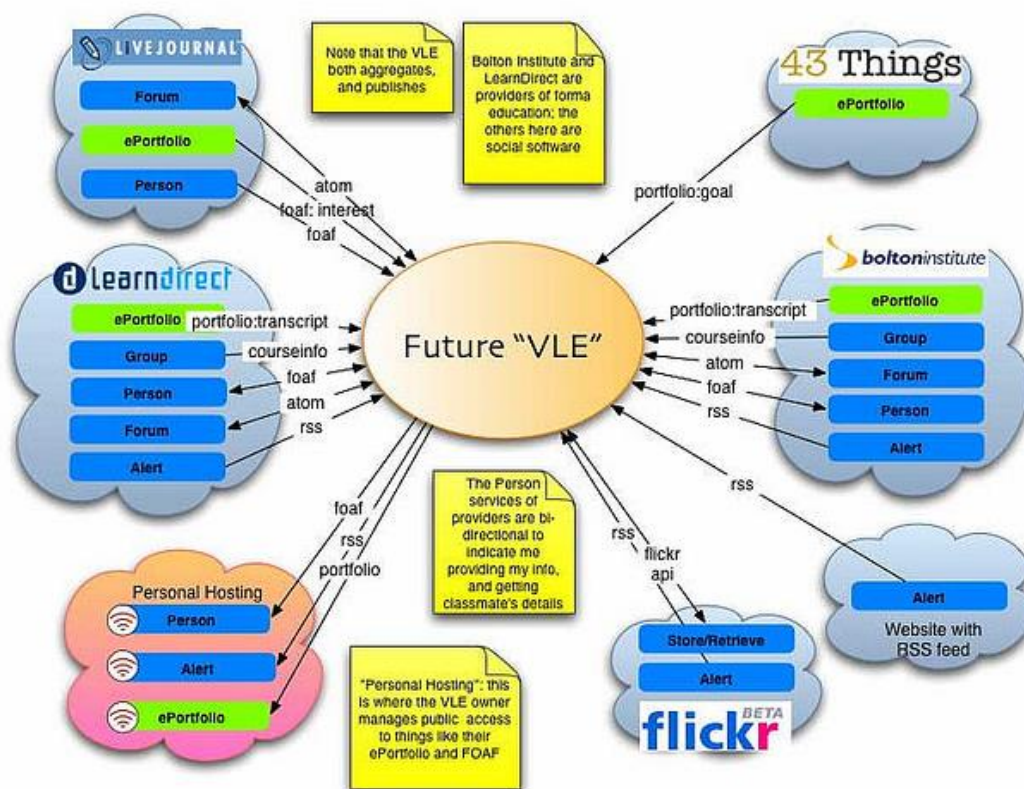 LiVEJOURNAL
Forum
ePortfolio
Person
atom
foaf: interest
foaf
Note that the VLE
both aggregates,
and publishes
Bolton Institute and
LearnDirect are
providers of forma
education; the
others here are
social software
43 Things
ePortfolio
portfolio:goal
learndirect
ePortfolio
Group
Person
Forum
Alert
portfolio:transcript
courseinfo
foaf
atom
rss
Future "VLE"
boltoninstitute
ePortfolio
Group
Forum
Person
Alert
portfolio:transcript
courseinfo
atom
foaf
rss
foaf
rss
portfolio
Personal Hosting
Person
Alert
ePortfolio
The Person
services of
providers are bi-
directional to
indicate me
providing my info,
and getting
classmate's details
"Personal Hosting": this
is where the VLE owner
manages public access
to things like their
ePortfolio and FOAF
rss
flickr
api
Store/Retrieve
Alert
flickr
BETA
rss
Alert
Website with
RSS feed